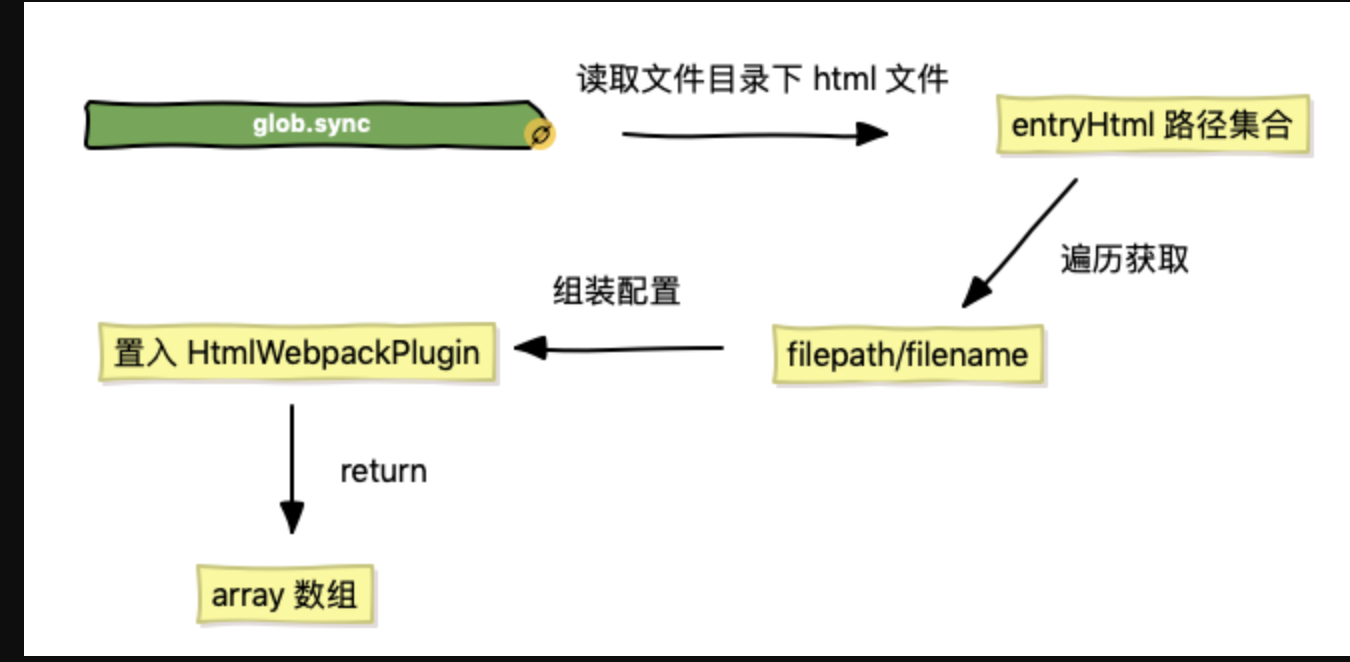 glob.sync
读取文件目录下 html 文件
entryHtml 路径集合
遍历获取
filepath/filename
组装配置
置入 HtmlWebpackPlugin
return
array 数组